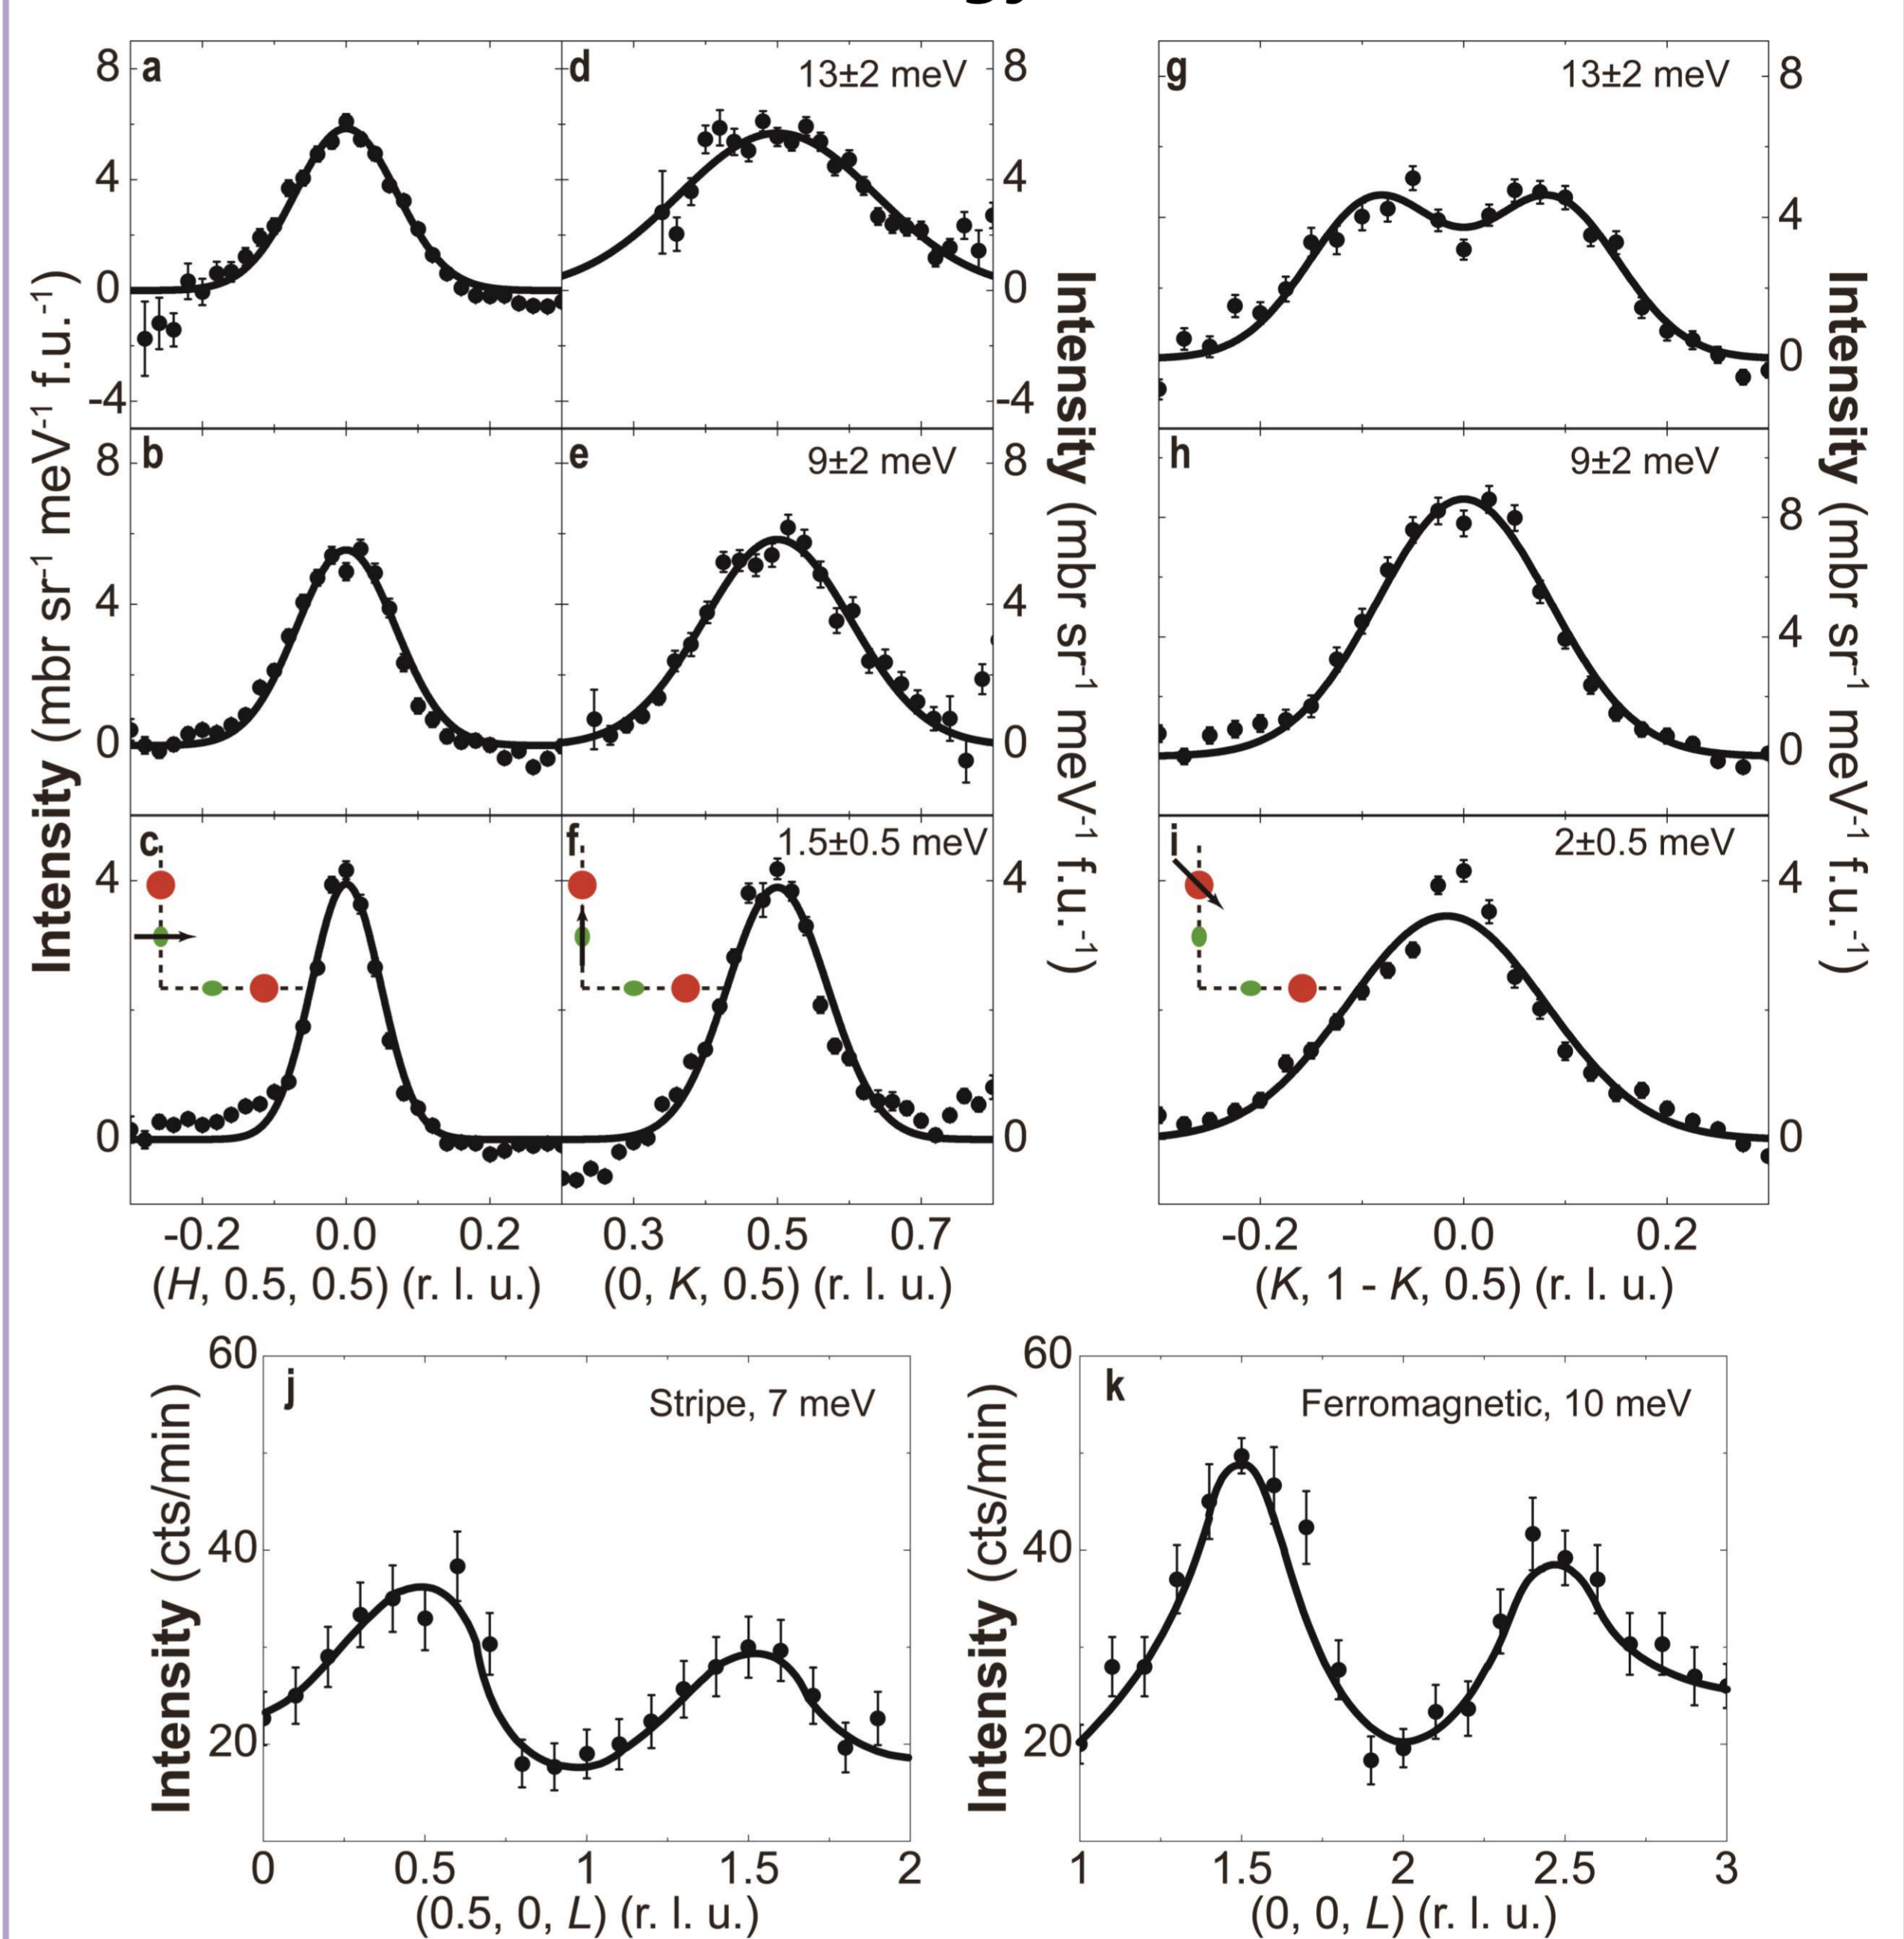 gy
a
d
13±2 meV
g
13±2 meV
8
4
0
-4
8
4
0
-4
8
4
0
b
e
9±2 meV
h
9±2 meV
8
4
0
8
4
0
8
4
0
c
f
1.5±0.5 meV
i
2±0.5 meV
4
0
4
0
4
0
Intensity (mbr sr-1 meV-1 f.u.-1)
Intensity (mbr sr-1 meV-1 f.u.-1)
Intensity (mbr sr-1 meV-1 f.u.-1)
-0.2 0.0 0.2
0.3 0.5 0.7
-0.2 0.0 0.2
(H, 0.5, 0.5) (r. l. u.)
(0, K, 0.5) (r. l. u.)
(K, 1 - K, 0.5) (r. l. u.)
j
Stripe, 7 meV
60
40
20
Intensity (cts/min)
0 0.5 1 1.5 2
(0.5, 0, L) (r. l. u.)
k
Ferromagnetic, 10 meV
60
40
20
Intensity (cts/min)
1 1.5 2 2.5 3
(0, 0, L) (r. l. u.)